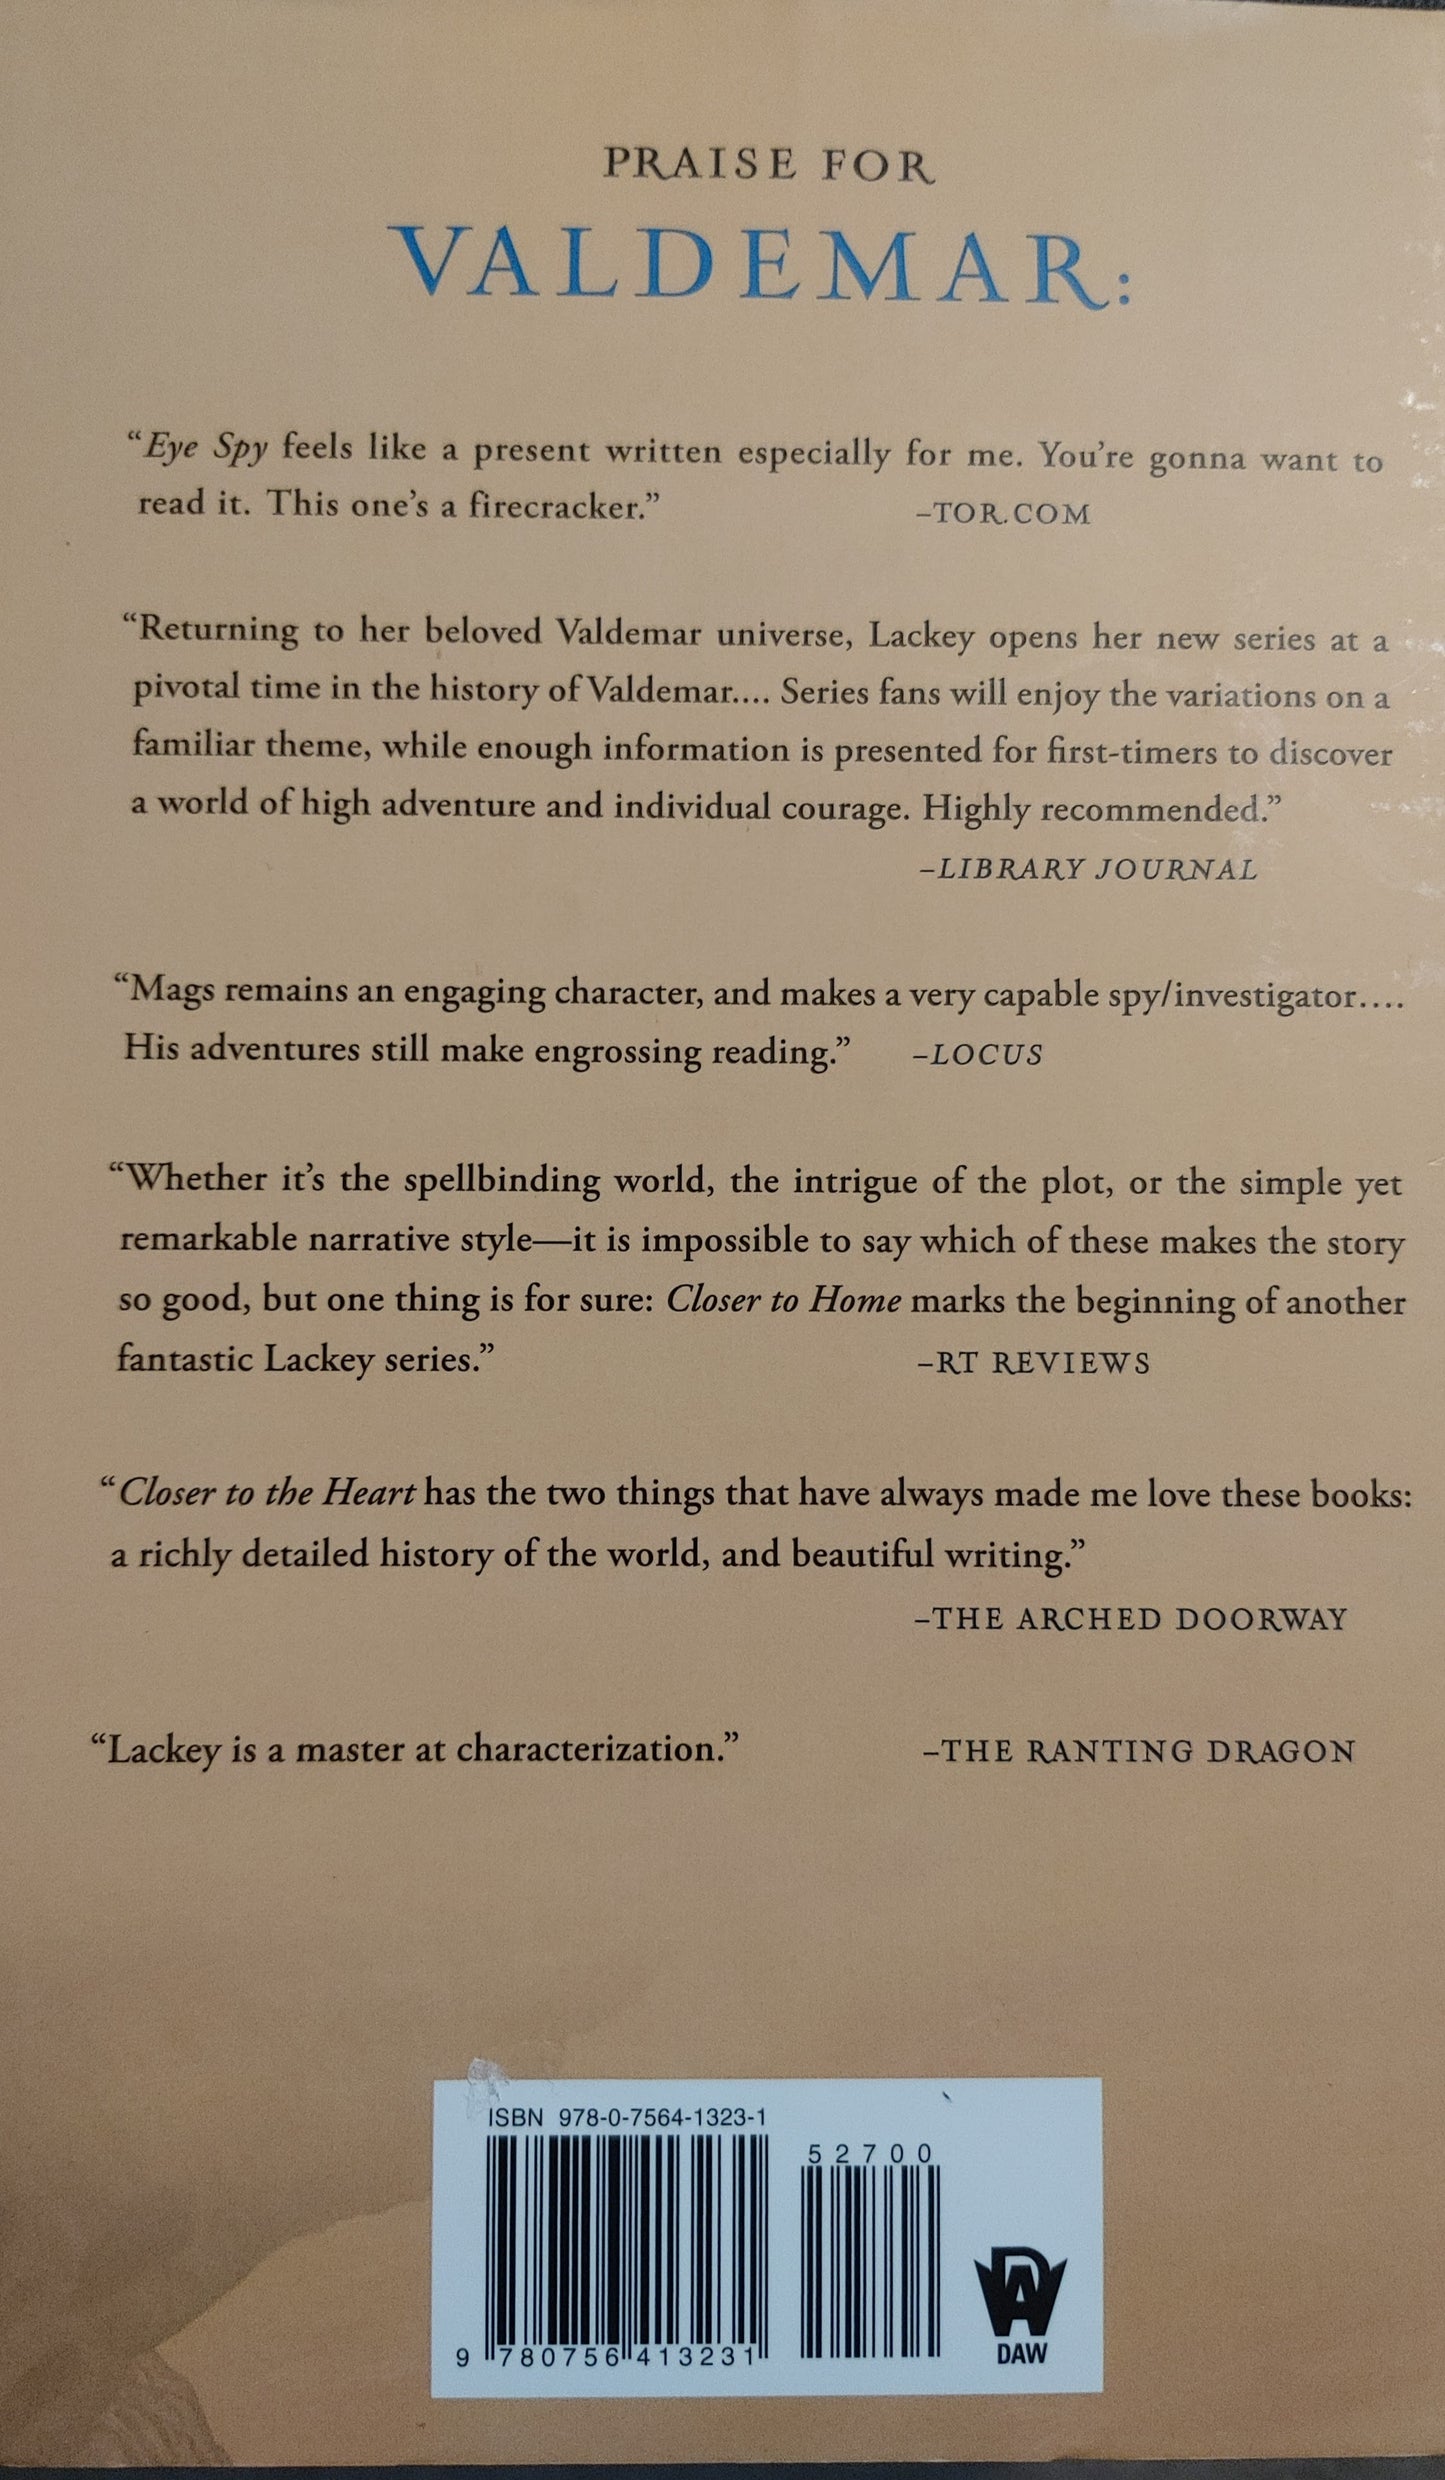 PRAISE FOR
VALDEMAR:
“Eye Spy feels like a present written especially for me. You’re gonna want to
read it. This one’s a firecracker.” –TOR.COM
“Returning to her beloved Valdemar universe, Lackey opens her new series at a
pivotal time in the history of Valdemar.... Series fans will enjoy the variations on a
familiar theme, while enough information is presented for first-timers to discover
a world of high adventure and individual courage. Highly recommended.”
–LIBRARY JOURNAL
“Mags remains an engaging character, and makes a very capable spy/investigator....
His adventures still make engrossing reading.” –LOCUS
“Whether it’s the spellbinding world, the intrigue of the plot, or the simple yet
remarkable narrative style—it is impossible to say which of these makes the story
so good, but one thing is for sure: Closer to Home marks the beginning of another
fantastic Lackey series.” –RT REVIEWS
“Closer to the Heart has the two things that have always made me love these books:
a richly detailed history of the world, and beautiful writing.”
–THE ARCHED DOORWAY
“Lackey is a master at characterization.” –THE RANTING DRAGON
ISBN 978-0-7564-1323-1
52700
9 780756 413231
DAW
DAW